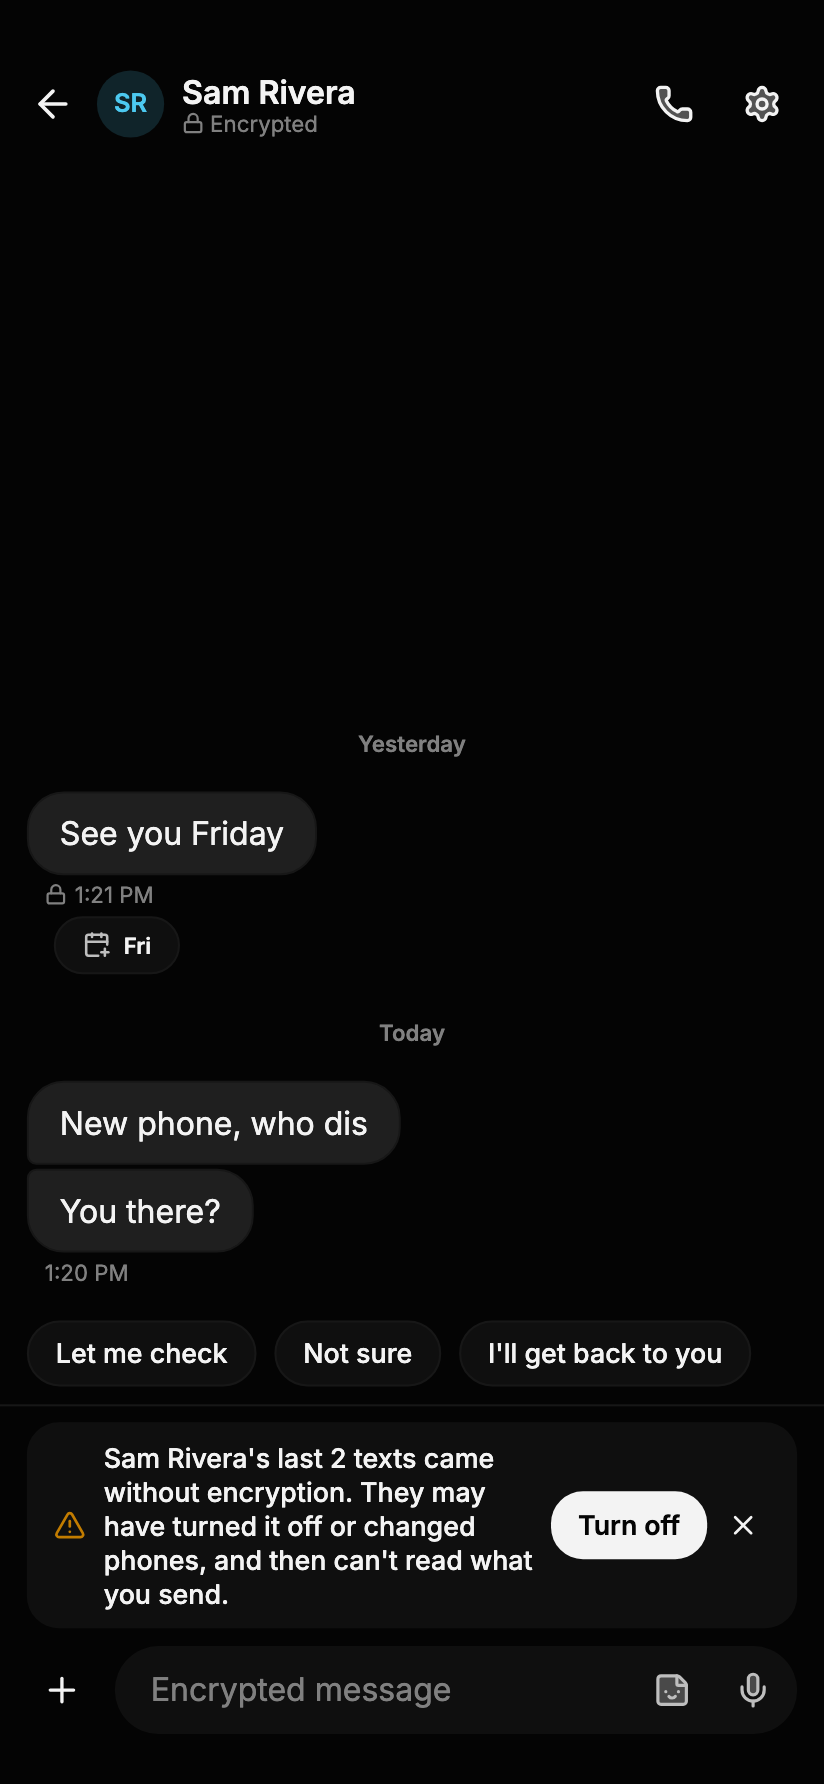 SR
Sam Rivera
Encrypted
Yesterday
See you Friday
1:21 PM
Fri
Today
New phone, who dis
You there?
1:20 PM
Let me check
Not sure
I'll get back to you
Sam Rivera's last 2 texts came
without encryption. They may
have turned it off or changed
phones, and then can't read what
you send.
Turn off
Encrypted message